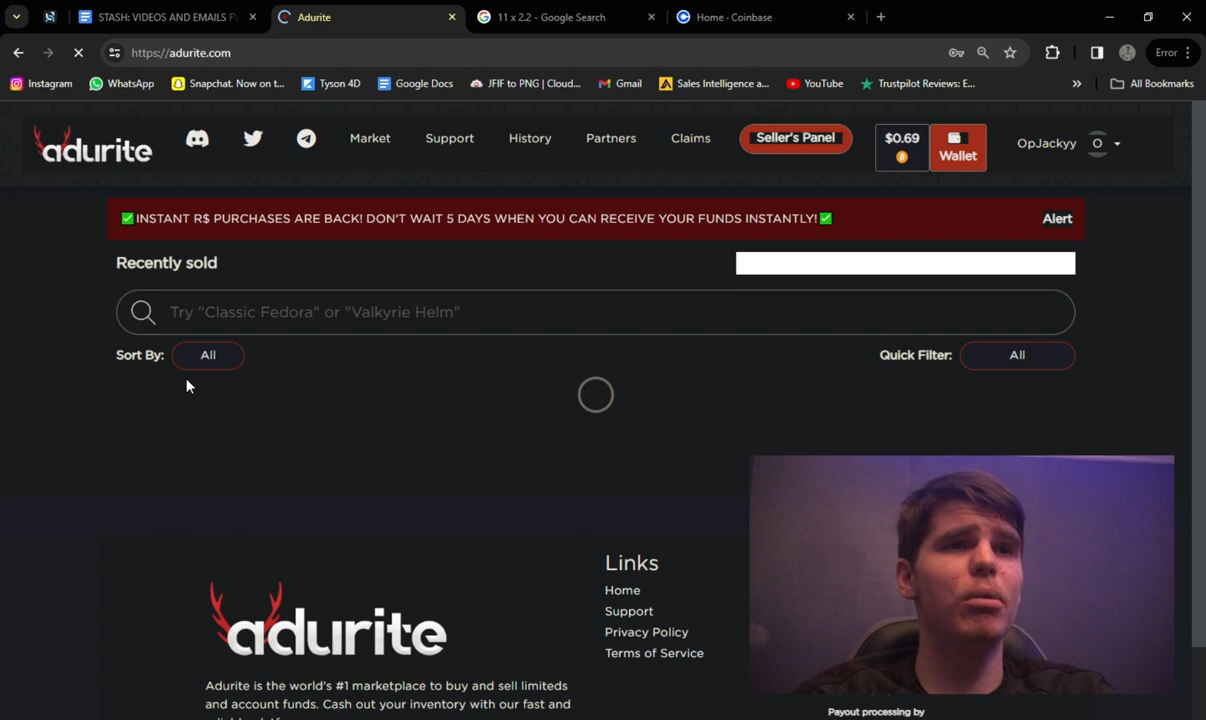 STASH: VIDEOS AND EMAILS F
Adurite
11 x 2.2 - Google Search
Home · Coinbase
https://adurite.com
Error
Instagram
WhatsApp
Snapchat. Now on t...
Tyson 4D
Google Docs
JFIF to PNG | Cloud...
Gmail
Sales Intelligence a...
YouTube
Trustpilot Reviews: E...
All Bookmarks
adurite
Market
Support
History
Partners
Claims
Seller's Panel
$0.69
Wallet
OpJackyy
O
✅INSTANT R$ PURCHASES ARE BACK! DON'T WAIT 5 DAYS WHEN YOU CAN RECEIVE YOUR FUNDS INSTANTLY!✅
Alert
Recently sold
Try "Classic Fedora" or "Valkyrie Helm"
Sort By:
All
Quick Filter:
All
adurite
Adurite is the world's #1 marketplace to buy and sell limiteds
and account funds. Cash out your inventory with our fast and
Links
Home
Support
Privacy Policy
Terms of Service
Payout processing by